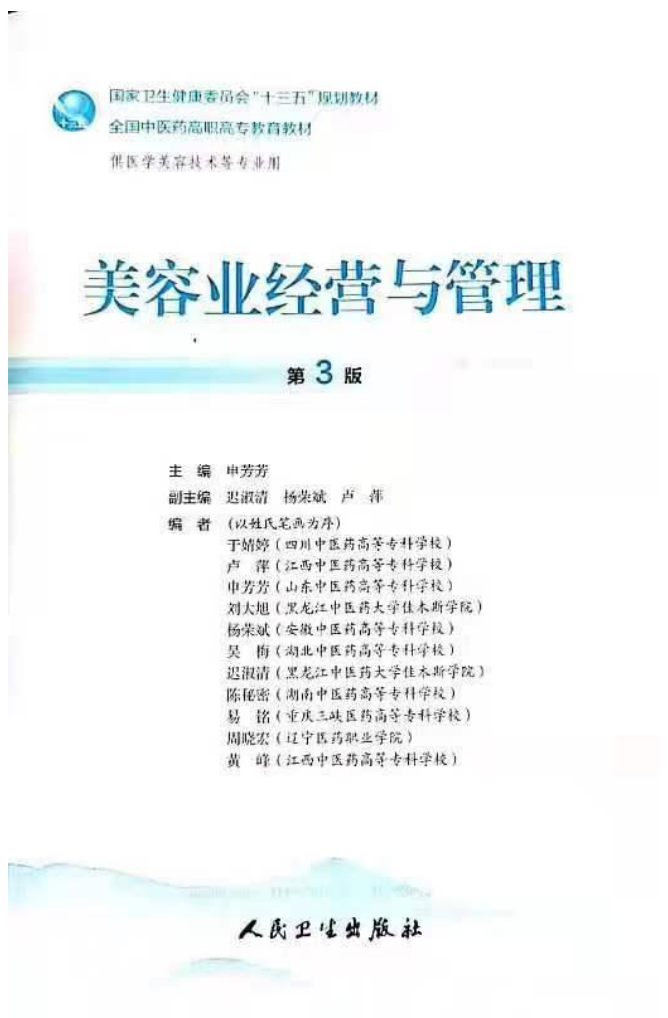 国家卫生健康委员会“十三五”规划教材
全国中医药高职高专教育教材
供医学美容技术等专业用
美容业经营与管理
第3版
主 编 申芳芳
副主编 迟淑清 杨荣斌 卢 萍
编 者 (以姓氏笔画为序)
于婧婷(四川中医药高等专科学校)
卢 萍(江西中医药高等专科学校)
申芳芳(山东中医药高等专科学校)
刘大旭(黑龙江中医药大学佳木斯学院)
杨荣斌(安徽中医药高等专科学校)
吴 梅(湖北中医药高等专科学校)
迟淑清(黑龙江中医药大学佳木斯学院)
陈秘密(湖南中医药高等专科学校)
易 铭(重庆三峡医药高等专科学校)
周晓宏(辽宁医药职业学院)
黄 峰(江西中医药高等专科学校)
人民卫生出版社